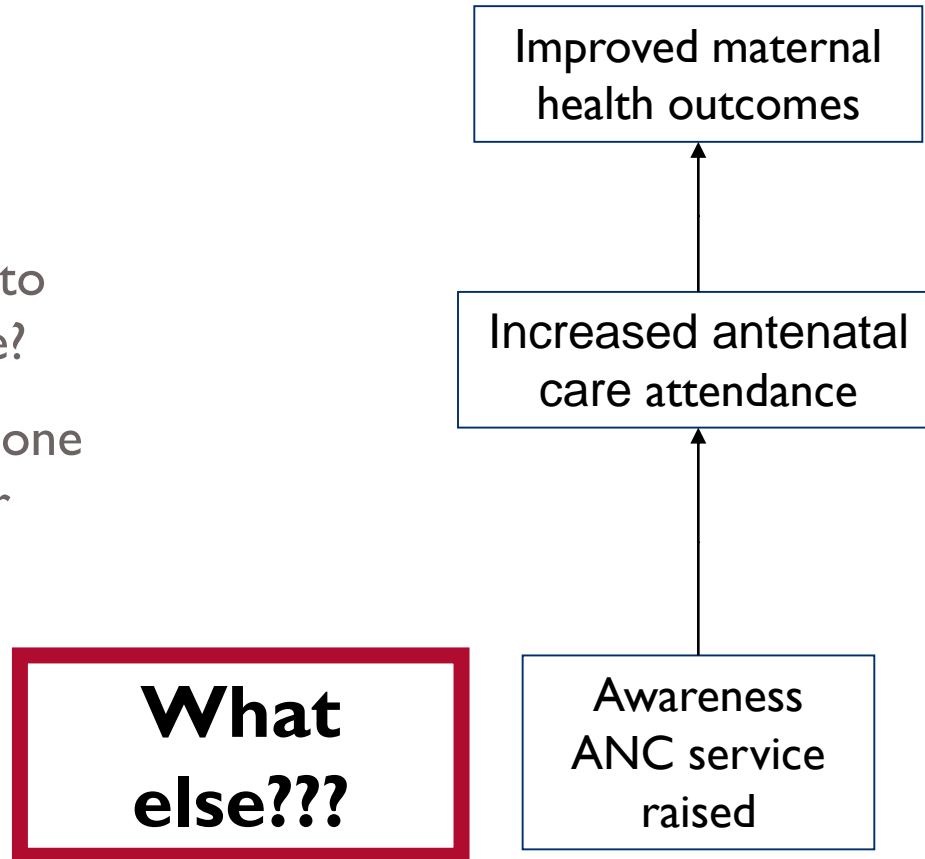 Improved maternal
health outcomes
to
e?
one
Increased antenatal
care attendance
What
else???
Awareness
ANC service
raised